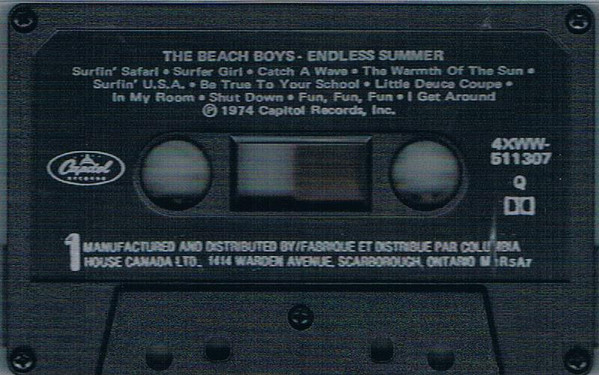 THE BEACH BOYS - ENDLESS SUMMER
Surfin' Safari • Surfer Girl • Catch A Wave • The Warmth Of The Sun •
Surfin' U.S.A. • Be True To Your School • Little Deuce Coupe •
In My Room • Shut Down • Fun, Fun, Fun • I Get Around
Ⓟ 1974 Capitol Records, Inc.
4XWW-
511307
Capitol
RECORDS
Q
1
MANUFACTURED AND DISTRIBUTED BY/FABRIQUE ET DISTRIBUE PAR COLUMBIA
HOUSE CANADA LTD., 1414 WARDEN AVENUE, SCARBOROUGH, ONTARIO